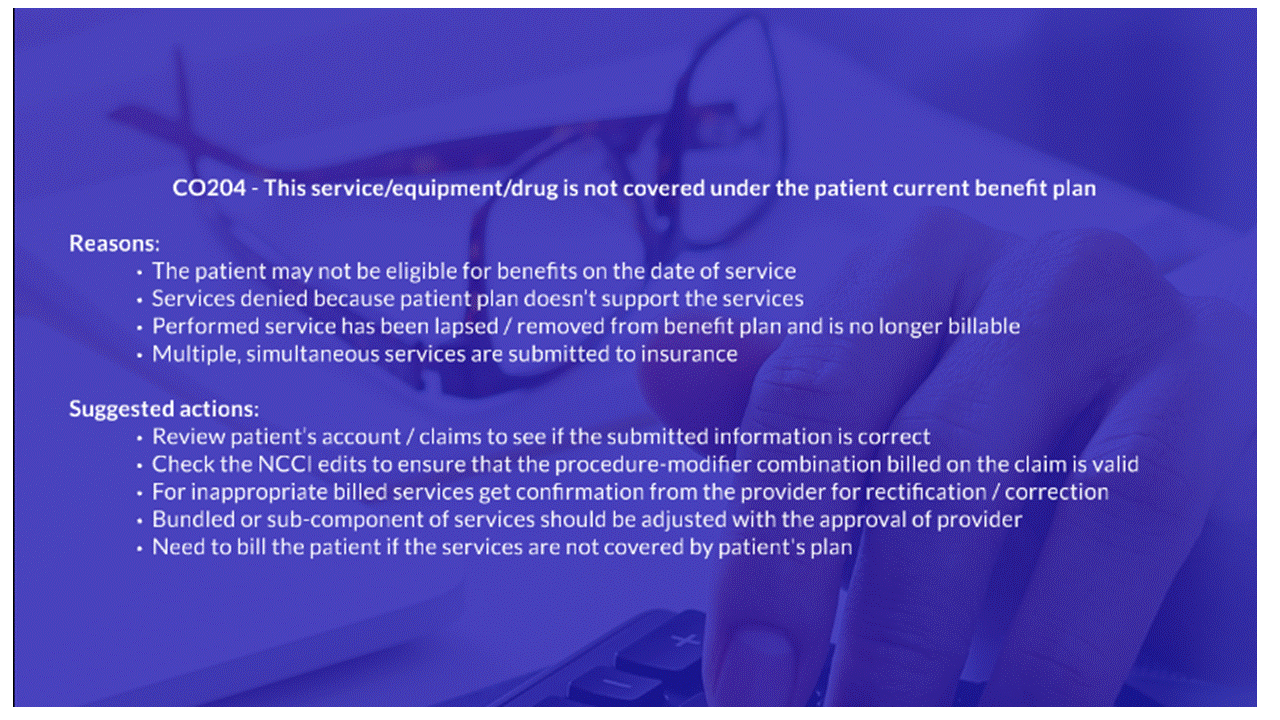 CO204 - This service/equipment/drug is not covered under the patient current benefit plan
Reasons:
• The patient may not be eligible for benefits on the date of service
• Services denied because patient plan doesn't support the services
• Performed service has been lapsed / removed from benefit plan and is no longer billable
• Multiple, simultaneous services are submitted to insurance
Suggested actions:
• Review patient's account / claims to see if the submitted information is correct
• Check the NCCI edits to ensure that the procedure-modifier combination billed on the claim is valid
• For inappropriate billed services get confirmation from the provider for rectification / correction
• Bundled or sub-component of services should be adjusted with the approval of provider
• Need to bill the patient if the services are not covered by patient's plan